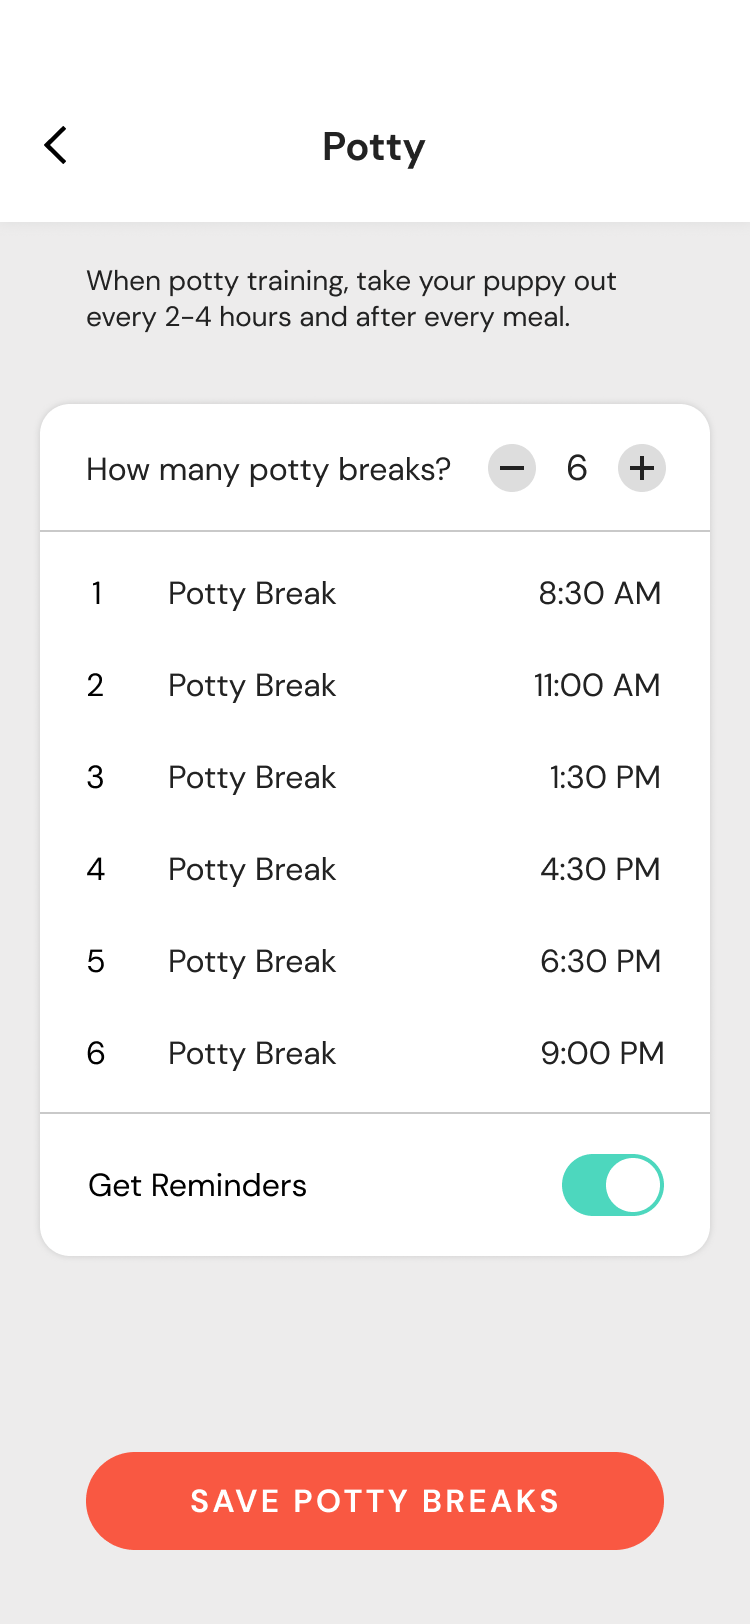 Potty
When potty training, take your puppy out
every 2-4 hours and after every meal.
How many potty breaks? 6
1 Potty Break 8:30 AM
2 Potty Break 11:00 AM
3 Potty Break 1:30 PM
4 Potty Break 4:30 PM
5 Potty Break 6:30 PM
6 Potty Break 9:00 PM
Get Reminders
SAVE POTTY BREAKS